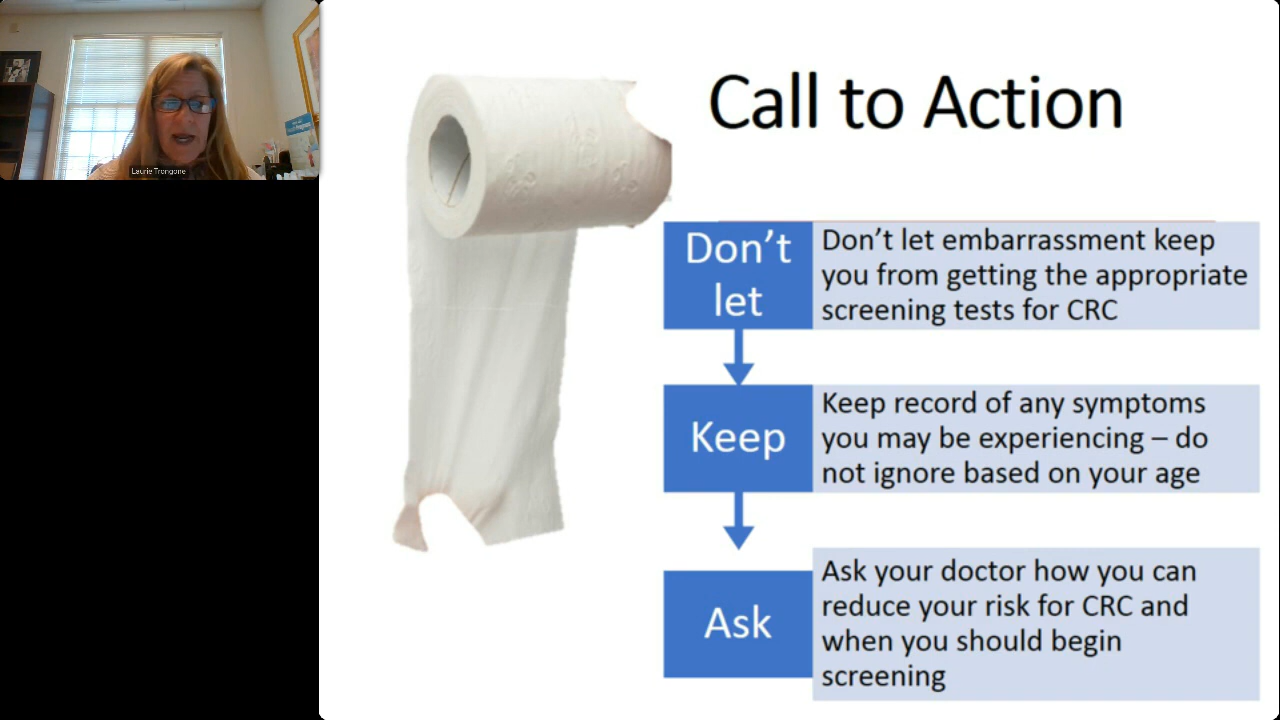 Laurie Trongone
Call to Action
Don't
let
Don't let embarrassment keep
you from getting the appropriate
screening tests for CRC
Keep
Keep record of any symptoms
you may be experiencing – do
not ignore based on your age
Ask
Ask your doctor how you can
reduce your risk for CRC and
when you should begin
screening